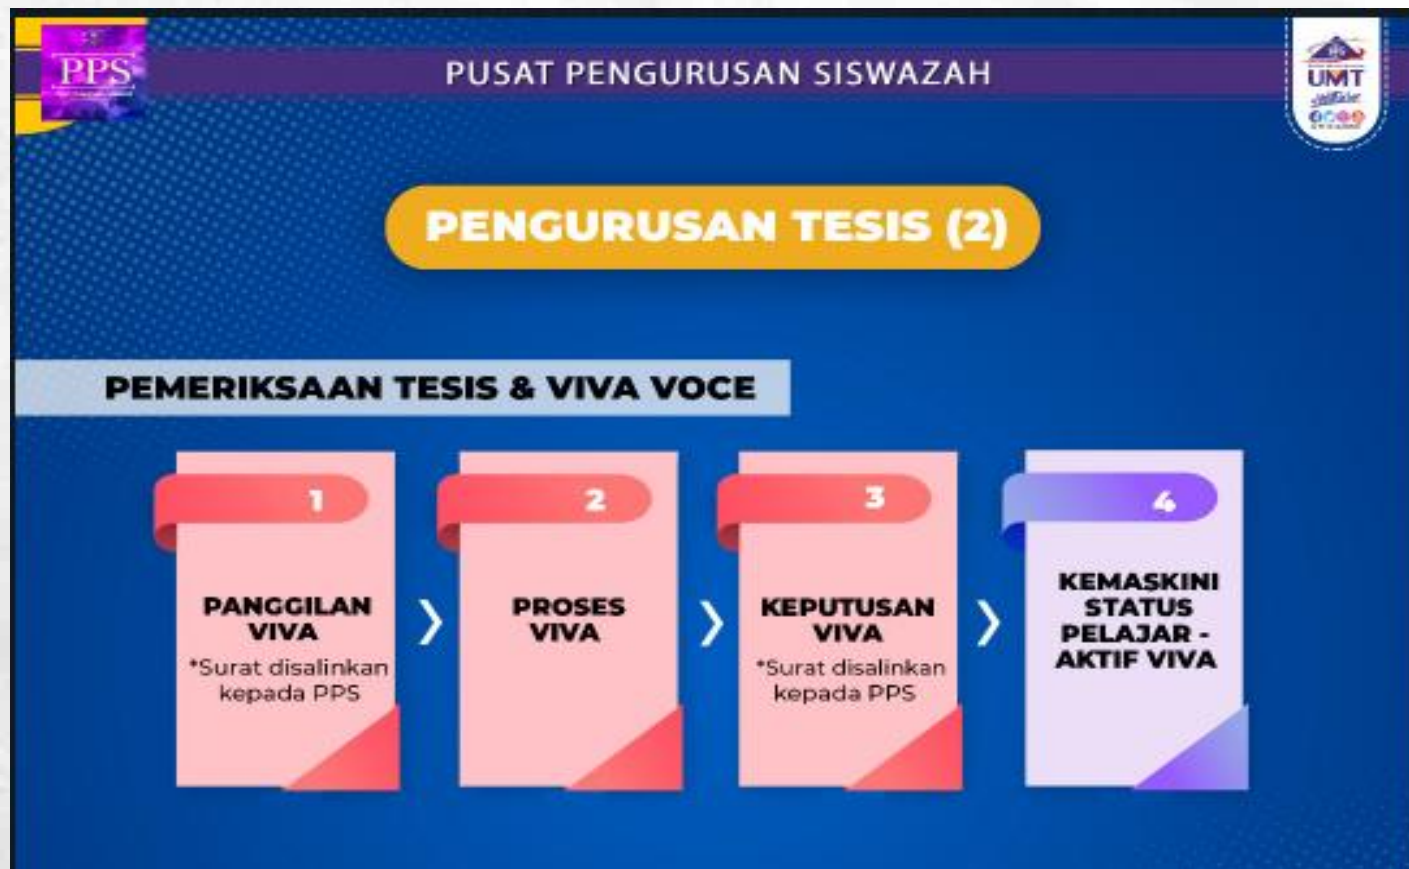 PPS
PUSAT PENGURUSAN SISWAZAH
UMT
PENGURUSAN TESIS (2)
PEMERIKSAAN TESIS & VIVA VOCE
1
PANGGILAN
VIVA
*Surat disalinkan
kepada PPS
2
PROSES
VIVA
3
KEPUTUSAN
VIVA
*Surat disalinkan
kepada PPS
4
KEMASKINI
STATUS
PELAJAR -
AKTIF VIVA